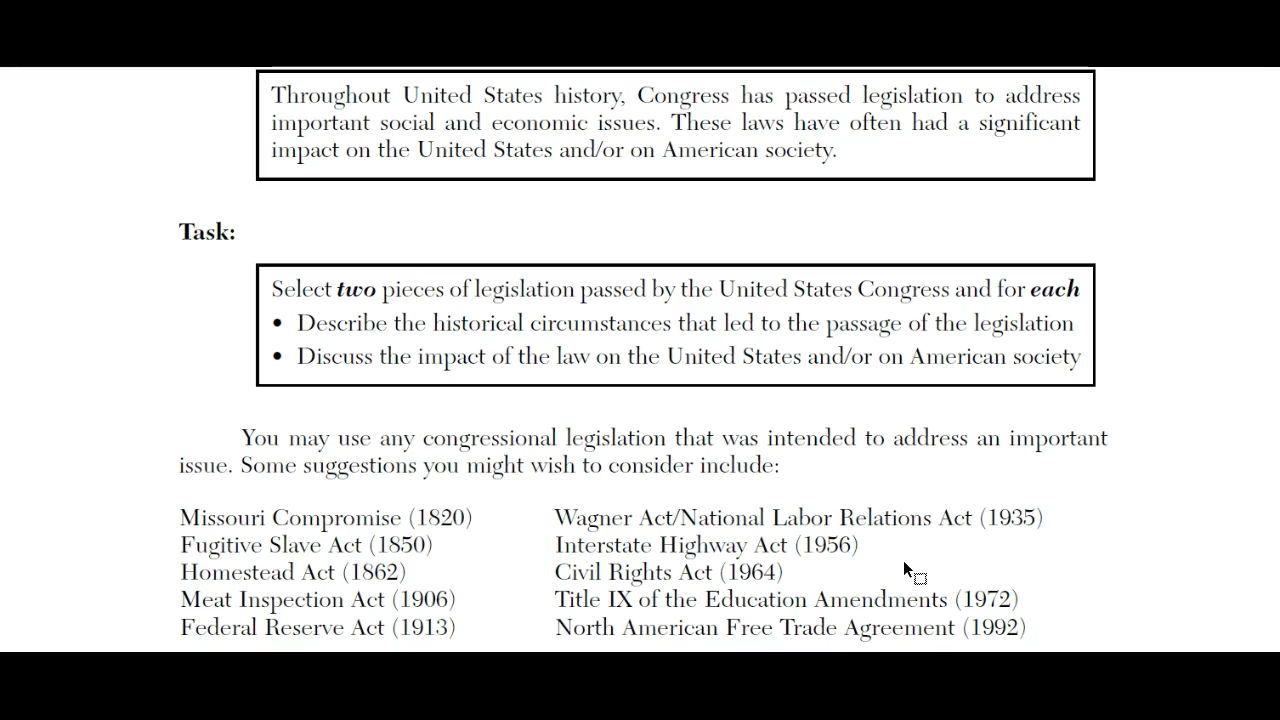 Throughout United States history, Congress has passed legislation to address
important social and economic issues. These laws have often had a significant
impact on the United States and/or on American society.
Task:
Select two pieces of legislation passed by the United States Congress and for each
• Describe the historical circumstances that led to the passage of the legislation
• Discuss the impact of the law on the United States and/or on American society
You may use any congressional legislation that was intended to address an important
issue. Some suggestions you might wish to consider include:
Missouri Compromise (1820)
Fugitive Slave Act (1850)
Homestead Act (1862)
Meat Inspection Act (1906)
Federal Reserve Act (1913)
Wagner Act/National Labor Relations Act (1935)
Interstate Highway Act (1956)
Civil Rights Act (1964)
Title IX of the Education Amendments (1972)
North American Free Trade Agreement (1992)